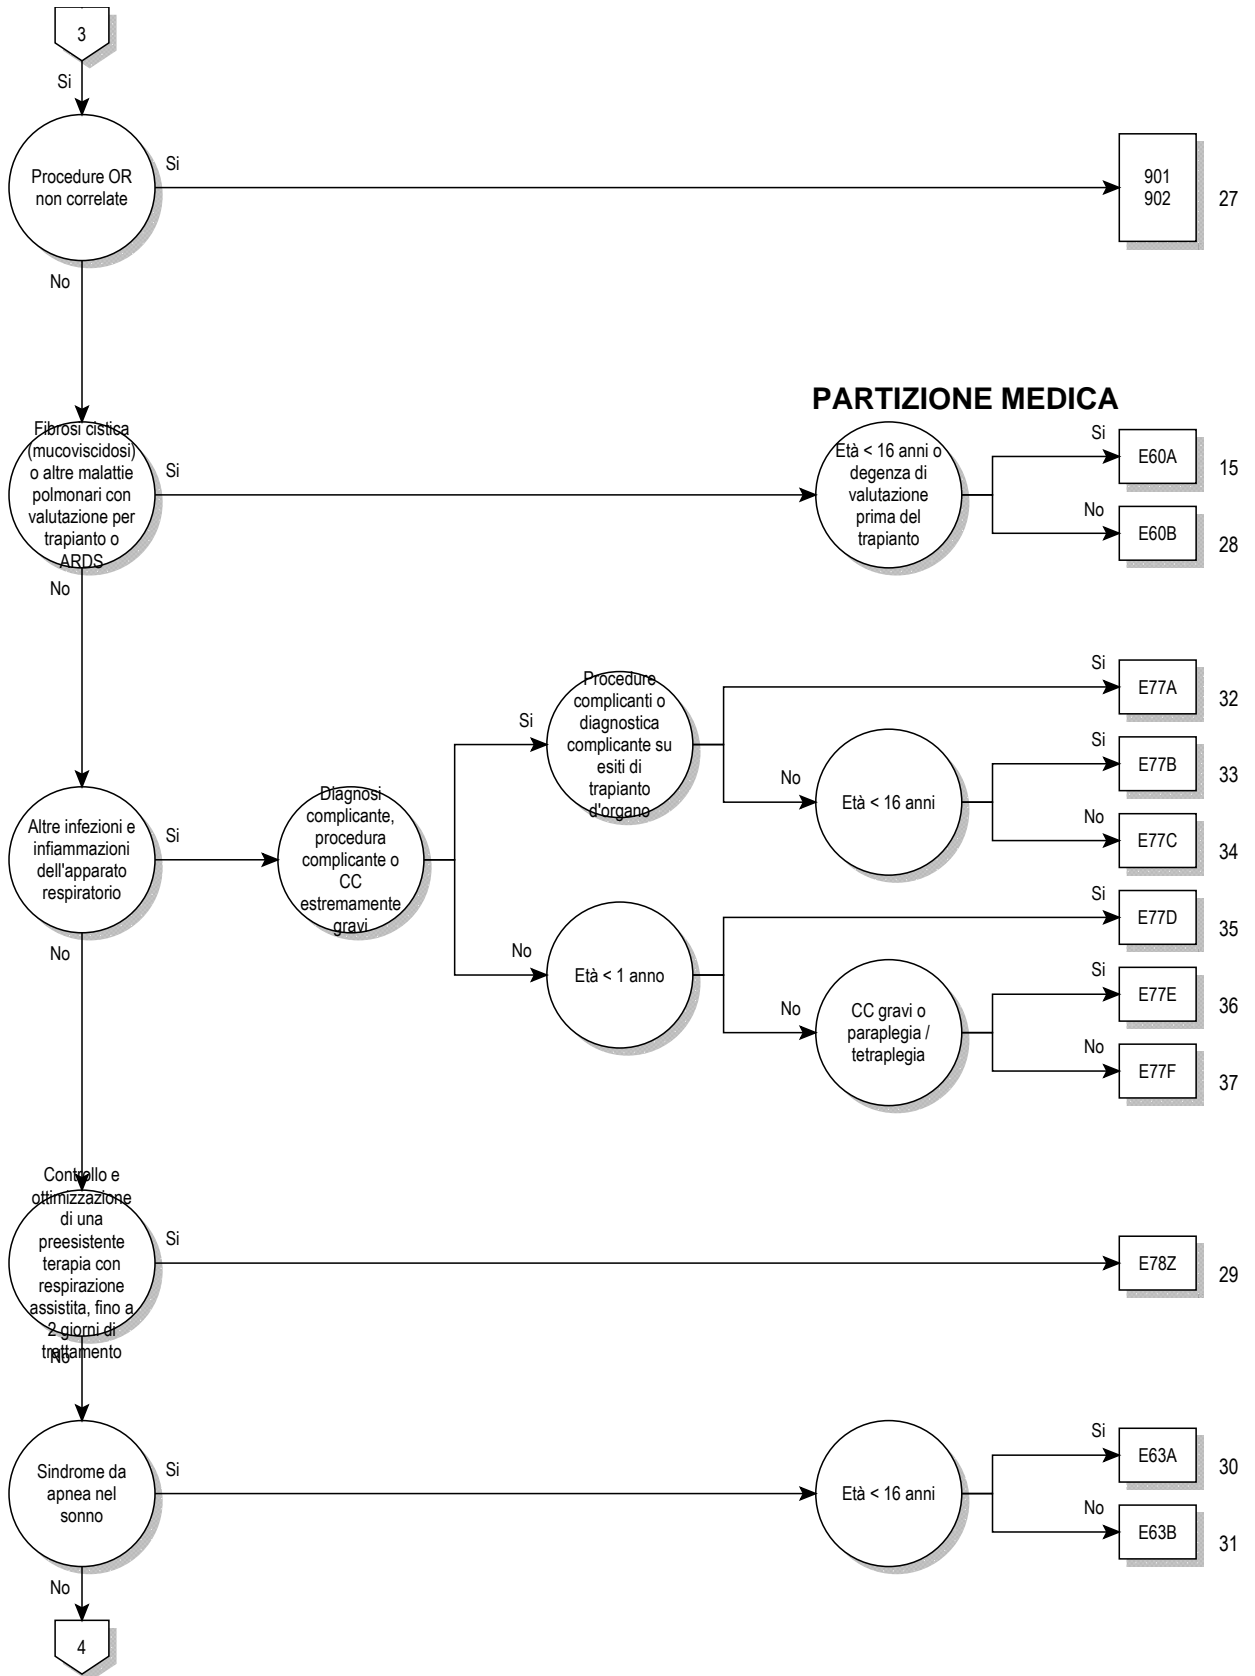 3
Si
Procedure OR
non correlate
Si
901
902
27
No
PARTIZIONE MEDICA
Fibrosi cistica
(mucoviscidosi)
o altre malattie
polmonari con
valutazione per
trapianto o
ARDS
Si
Età < 16 anni o
degenza di
valutazione
prima del
trapianto
Si
E60A
15
No
E60B
28
No
Altre infezioni e
infiammazioni
dell'apparato
respiratorio
Si
Diagnosi
complicante,
procedura
complicante o
CC
estremamente
gravi
Si
Procedure
complicanti o
diagnostica
complicante su
esiti di
trapianto
d'organo
Si
E77A
32
No
Età < 16 anni
Si
E77B
33
No
E77C
34
No
Età < 1 anno
Si
E77D
35
No
CC gravi o
paraplegia /
tetraplegia
Si
E77E
36
No
E77F
37
No
Controllo e
ottimizzazione
di una
preesistente
terapia con
respirazione
assistita, fino a
2 giorni di
trattamento
Si
E78Z
29
No
Sindrome da
apnea nel
sonno
Si
Età < 16 anni
Si
E63A
30
No
E63B
31
No
4